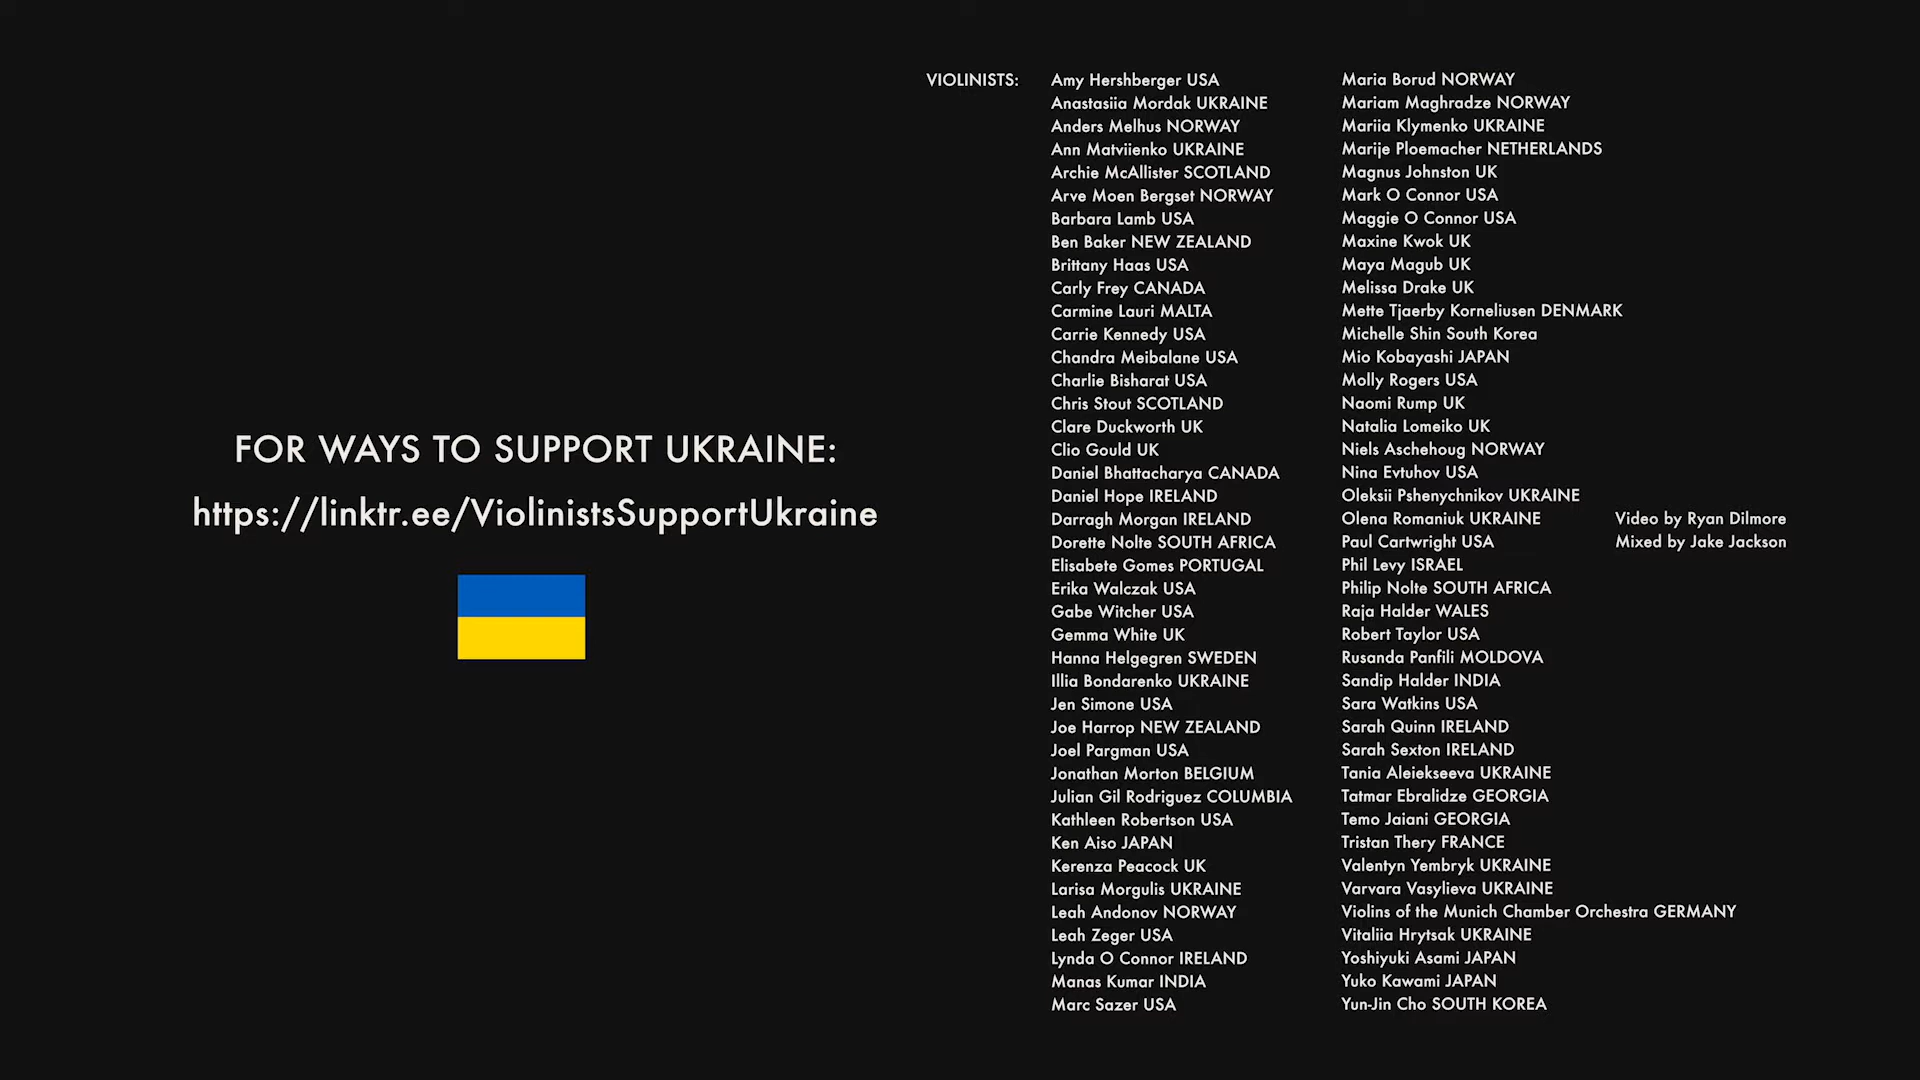 FOR WAYS TO SUPPORT UKRAINE:
https://linktr.ee/ViolinistsSupportUkraine
VIOLINISTS:
Amy Hershberger USA
Anastasiia Mordak UKRAINE
Anders Melhus NORWAY
Ann Matviienko UKRAINE
Archie McAllister SCOTLAND
Arve Moen Bergset NORWAY
Barbara Lamb USA
Ben Baker NEW ZEALAND
Brittany Haas USA
Carly Frey CANADA
Carmine Lauri MALTA
Carrie Kennedy USA
Chandra Meibalane USA
Charlie Bisharat USA
Chris Stout SCOTLAND
Clare Duckworth UK
Clio Gould UK
Daniel Bhattacharya CANADA
Daniel Hope IRELAND
Darragh Morgan IRELAND
Dorette Nolte SOUTH AFRICA
Elisabete Gomes PORTUGAL
Erika Walczak USA
Gabe Witcher USA
Gemma White UK
Hanna Helgegren SWEDEN
Illia Bondarenko UKRAINE
Jen Simone USA
Joe Harrop NEW ZEALAND
Joel Pargman USA
Jonathan Morton BELGIUM
Julian Gil Rodriguez COLUMBIA
Kathleen Robertson USA
Ken Aiso JAPAN
Kerenza Peacock UK
Larisa Morgulis UKRAINE
Leah Andonov NORWAY
Leah Zeger USA
Lynda O Connor IRELAND
Manas Kumar INDIA
Marc Sazer USA
Maria Borud NORWAY
Mariam Maghradze NORWAY
Mariia Klymenko UKRAINE
Marije Ploemacher NETHERLANDS
Magnus Johnston UK
Mark O Connor USA
Maggie O Connor USA
Maxine Kwok UK
Maya Magub UK
Melissa Drake UK
Mette Tjaerby Korneliusen DENMARK
Michelle Shin South Korea
Mio Kobayashi JAPAN
Molly Rogers USA
Naomi Rump UK
Natalia Lomeiko UK
Niels Aschehoug NORWAY
Nina Evtuhov USA
Oleksii Pshenychnikov UKRAINE
Olena Romaniuk UKRAINE
Paul Cartwright USA
Phil Levy ISRAEL
Philip Nolte SOUTH AFRICA
Raja Halder WALES
Robert Taylor USA
Rusanda Panfili MOLDOVA
Sandip Halder INDIA
Sara Watkins USA
Sarah Quinn IRELAND
Sarah Sexton IRELAND
Tania Aleiekseeva UKRAINE
Tatmar Ebralidze GEORGIA
Temo Jaiani GEORGIA
Tristan Thery FRANCE
Valentyn Yembryk UKRAINE
Varvara Vasylieva UKRAINE
Violins of the Munich Chamber Orchestra GERMANY
Vitaliia Hrytsak UKRAINE
Yoshiyuki Asami JAPAN
Yuko Kawami JAPAN
Yun-Jin Cho SOUTH KOREA
Video by Ryan Dilmore
Mixed by Jake Jackson